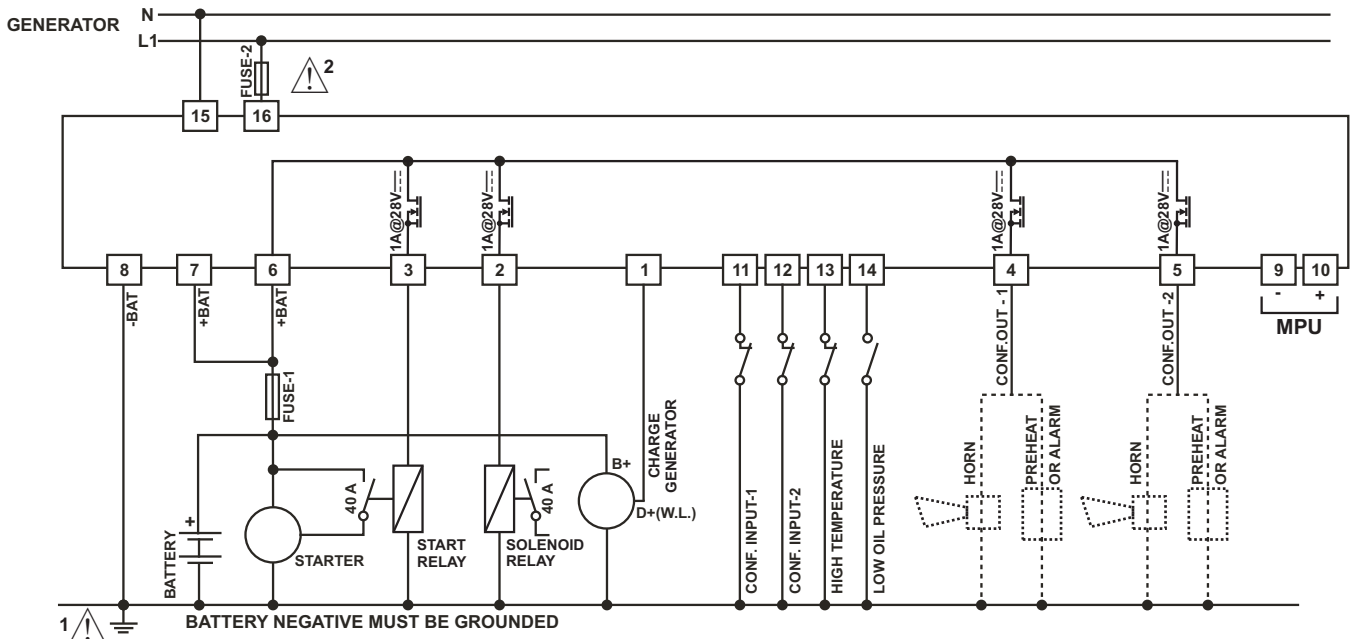 GENERATOR
N
L1
FUSE-2
2
15
16
1A@28V
1A@28V
1A@28V
1A@28V
8
7
6
3
2
1
11
12
13
14
4
5
9
10
-BAT
+BAT
+BAT
- +
MPU
FUSE-1
CONF.OUT - 1
CONF.OUT -2
BATTERY
+
STARTER
40 A
START
RELAY
40 A
SOLENOID
RELAY
B+
D+(W.L.)
CHARGE
GENERATOR
CONF. INPUT-1
CONF. INPUT-2
HIGH TEMPERATURE
LOW OIL PRESSURE
HORN
PREHEAT
OR ALARM
HORN
PREHEAT
OR ALARM
1
BATTERY NEGATIVE MUST BE GROUNDED